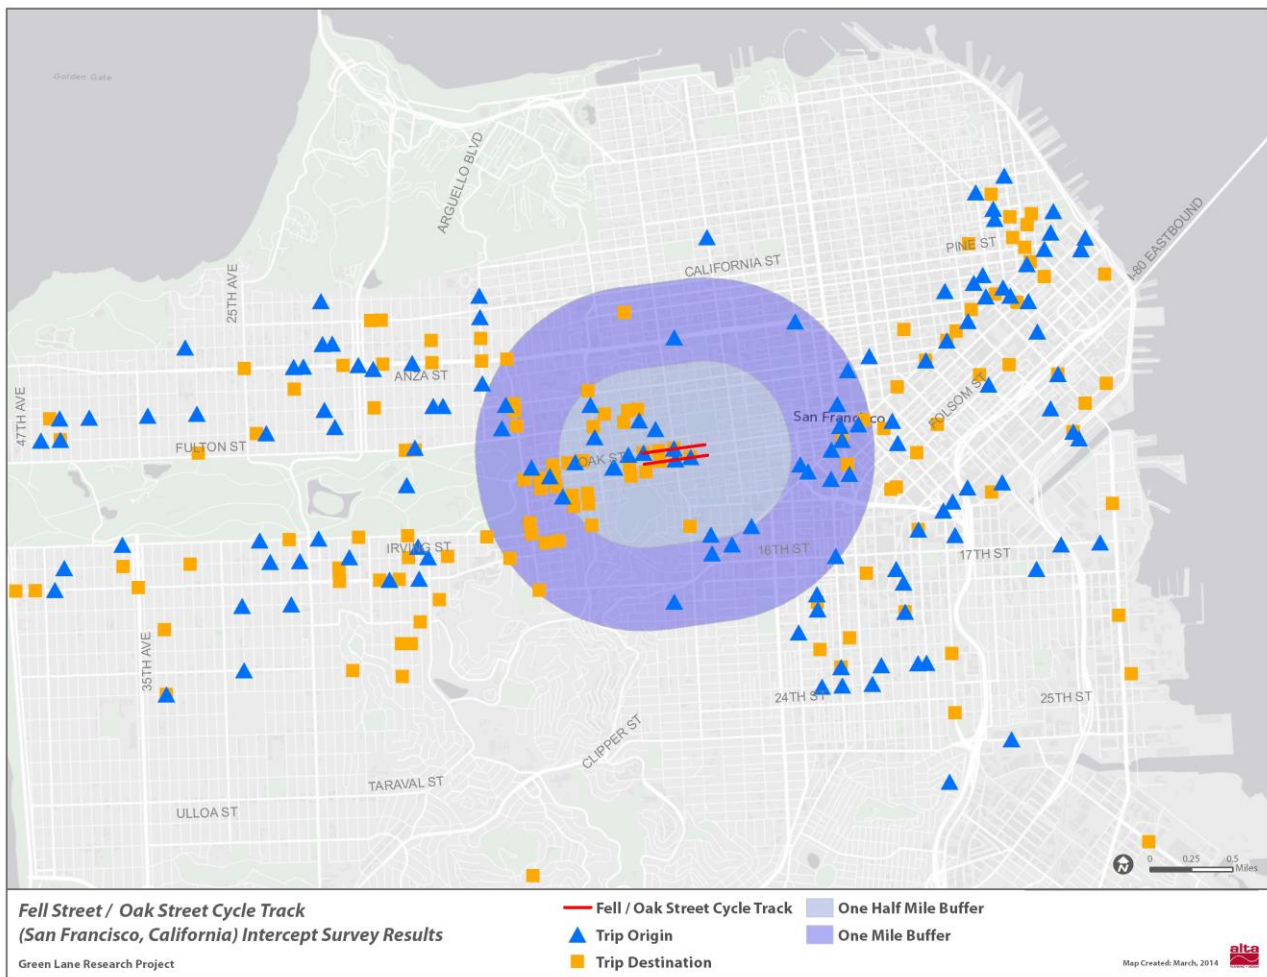 Golden Gate
ARGUELLO BLVD
I-80 EASTBOUND
PINE ST
CALIFORNIA ST
25TH AVE
ANZA ST
FOLSOM ST
47TH AVE
San Francisco
FULTON ST
OAK ST
IRVING ST
16TH ST
17TH ST
35TH AVE
24TH ST
25TH ST
CLIPPER ST
TARAVAL ST
ULLOA ST
0 0.25 0.5
Miles
Fell Street / Oak Street Cycle Track
(San Francisco, California) Intercept Survey Results
Green Lane Research Project
Fell / Oak Street Cycle Track
Trip Origin
Trip Destination
One Half Mile Buffer
One Mile Buffer
Map Created: March, 2014
alta